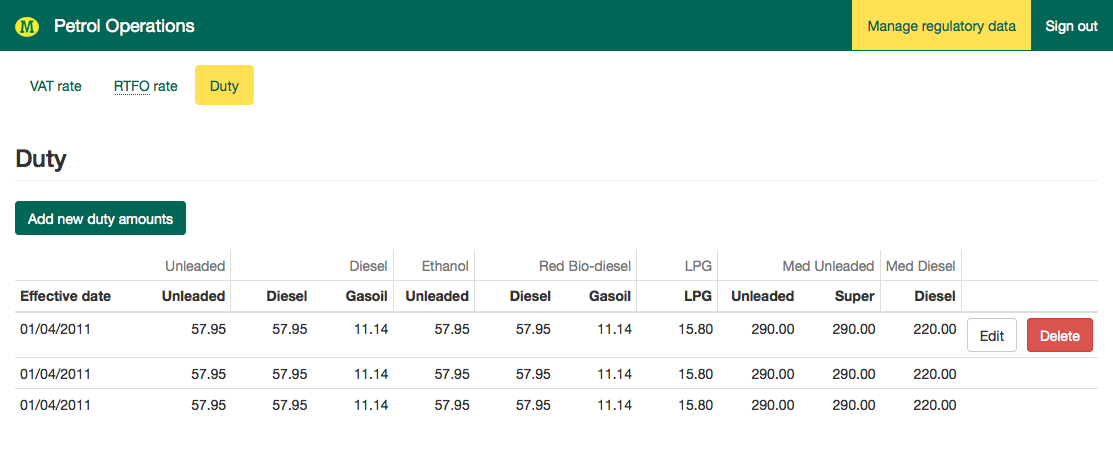 M Petrol Operations Manage regulatory data Sign out
VAT rate RTFO rate Duty
Duty
Add new duty amounts
Unleaded Diesel Ethanol Red Bio-diesel LPG Med Unleaded Med Diesel
Effective date Unleaded Diesel Gasoil Unleaded Diesel Gasoil LPG Unleaded Super Diesel
01/04/2011 57.95 57.95 11.14 57.95 57.95 11.14 15.80 290.00 290.00 220.00 Edit Delete
01/04/2011 57.95 57.95 11.14 57.95 57.95 11.14 15.80 290.00 290.00 220.00
01/04/2011 57.95 57.95 11.14 57.95 57.95 11.14 15.80 290.00 290.00 220.00